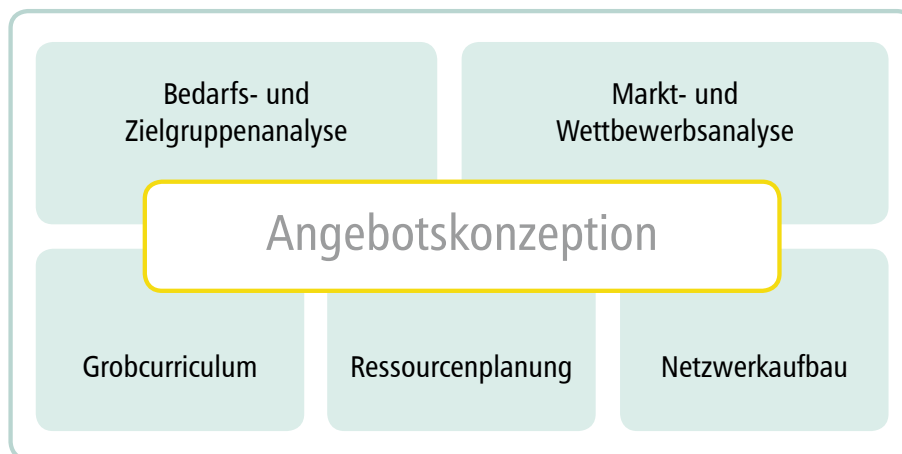 Bedarfs- und
Zielgruppenanalyse
Markt- und
Wettbewerbsanalyse
Angebotskonzeption
Grobcurriculum
Ressourcenplanung
Netzwerkaufbau